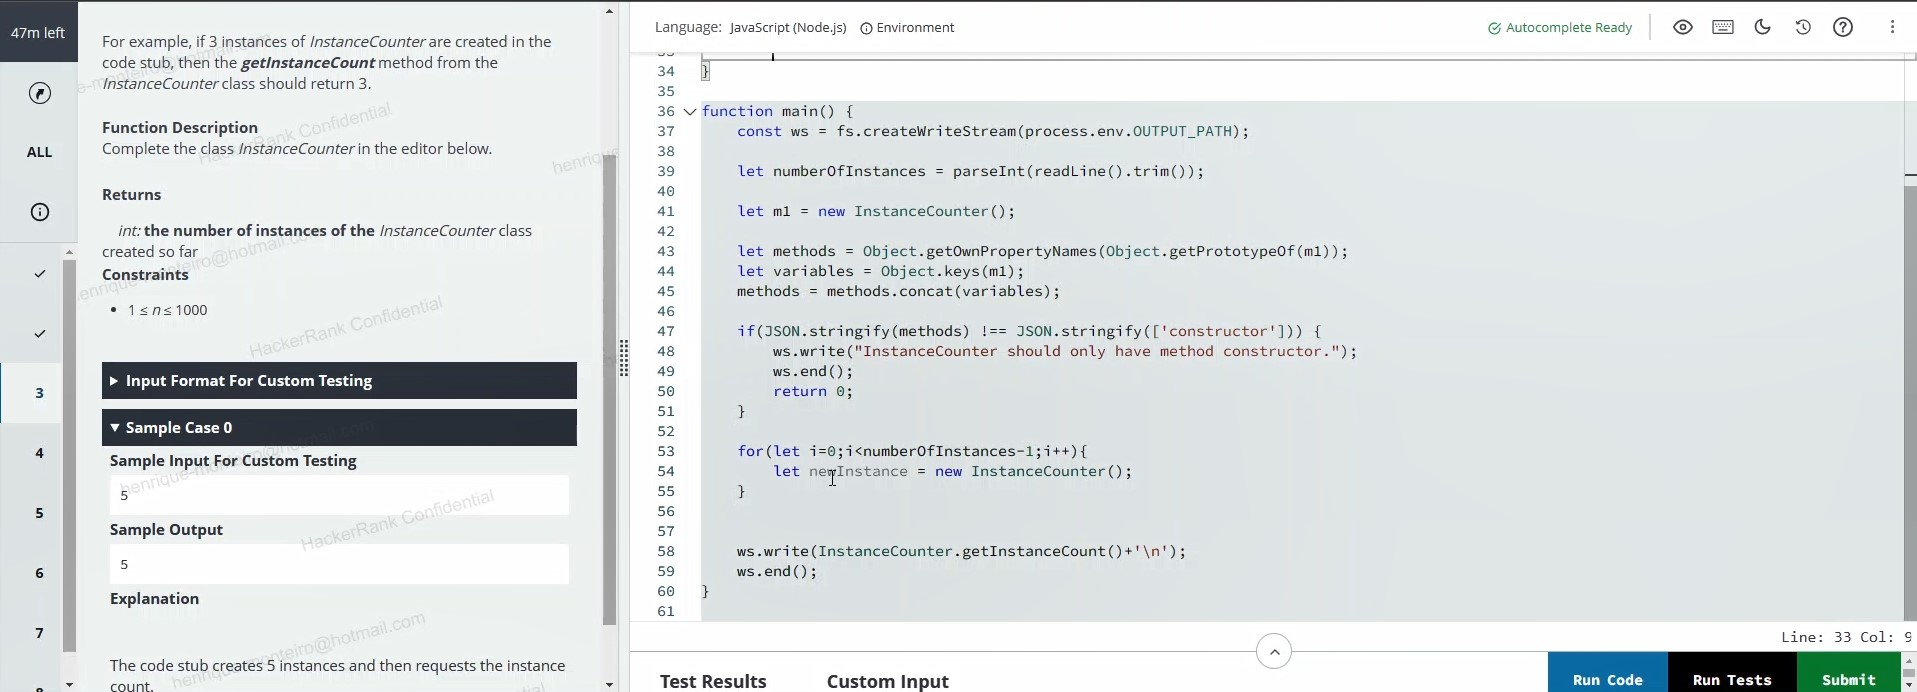 47m left
ALL
3
4
5
6
7
For example, if 3 instances of InstanceCounter are created in the
code stub, then the getInstanceCount method from the
InstanceCounter class should return 3.
Function Description
Complete the class InstanceCounter in the editor below.
Returns
int: the number of instances of the InstanceCounter class
created so far
Constraints
• 1 ≤ n ≤ 1000
Input Format For Custom Testing
Sample Case 0
Sample Input For Custom Testing
5
Sample Output
5
Explanation
The code stub creates 5 instances and then requests the instance
count.
HackerRank Confidential
HackerRank Confidential
HackerRank Confidential
Language: JavaScript (Node.js) Environment
Autocomplete Ready
34 }
35
36 function main() {
37 const ws = fs.createWriteStream(process.env.OUTPUT_PATH);
38
39 let numberOfInstances = parseInt(readLine().trim());
40
41 let m1 = new InstanceCounter();
42
43 let methods = Object.getOwnPropertyNames(Object.getPrototypeOf(m1));
44 let variables = Object.keys(m1);
45 methods = methods.concat(variables);
46
47 if(JSON.stringify(methods) !== JSON.stringify(['constructor'])) {
48 ws.write("InstanceCounter should only have method constructor.");
49 ws.end();
50 return 0;
51 }
52
53 for(let i=0;i<numberOfInstances-1;i++){
54 let newInstance = new InstanceCounter();
55 }
56
57
58 ws.write(InstanceCounter.getInstanceCount()+'\n');
59 ws.end();
60 }
61
Line: 33 Col: 9
Test Results Custom Input
Run Code Run Tests Submit